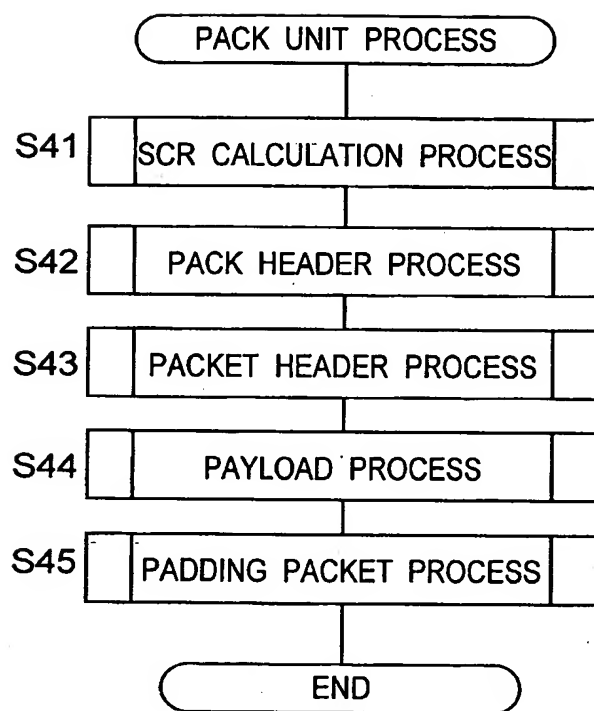 PACK UNIT PROCESS
S41 SCR CALCULATION PROCESS
S42 PACK HEADER PROCESS
S43 PACKET HEADER PROCESS
S44 PAYLOAD PROCESS
S45 PADDING PACKET PROCESS
END